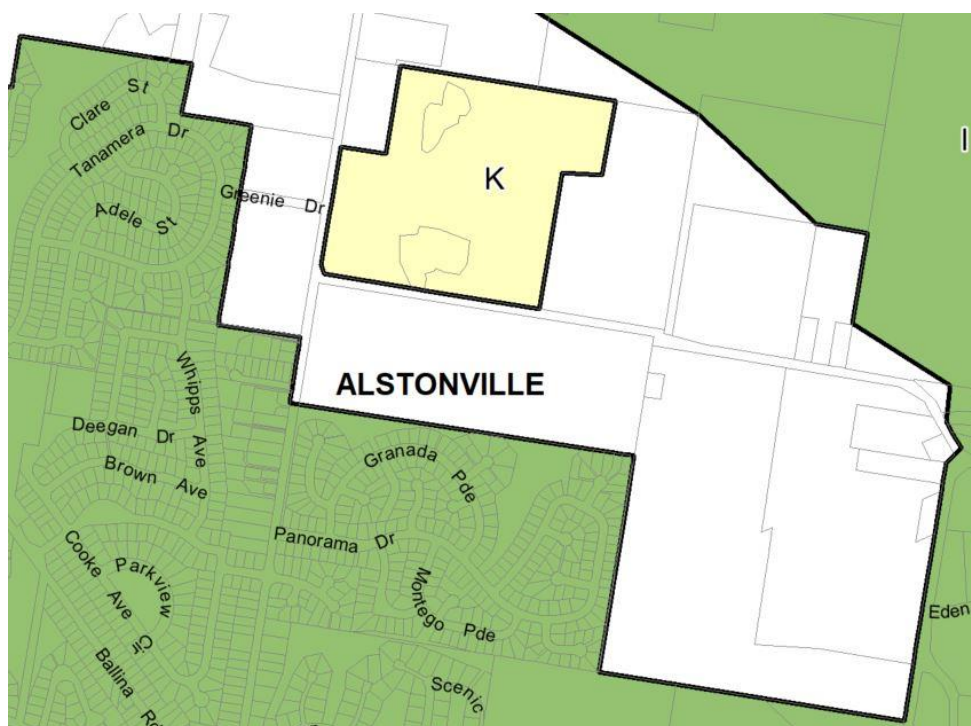 Clare St
Tanamera Dr
I
K
Greenie Dr
Adele St
ALSTONVILLE
Whipps Ave
Deegan Dr
Granada Pde
Brown Ave
Panorama Dr
Cooke Ave
Parkview Cir
Montego Pde
Eden
Ballina Rd
Scenic